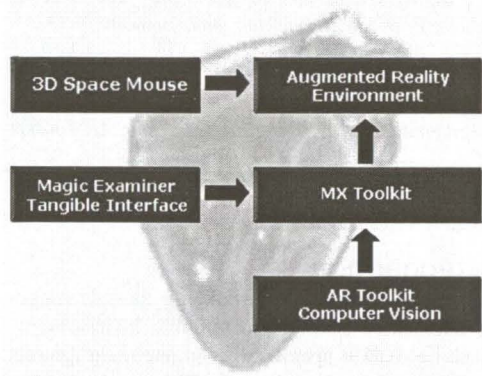 3D Space Mouse
Augmented Reality
Environment
Magic Examiner
Tangible Interface
MX Toolkit
AR Toolkit
Computer Vision